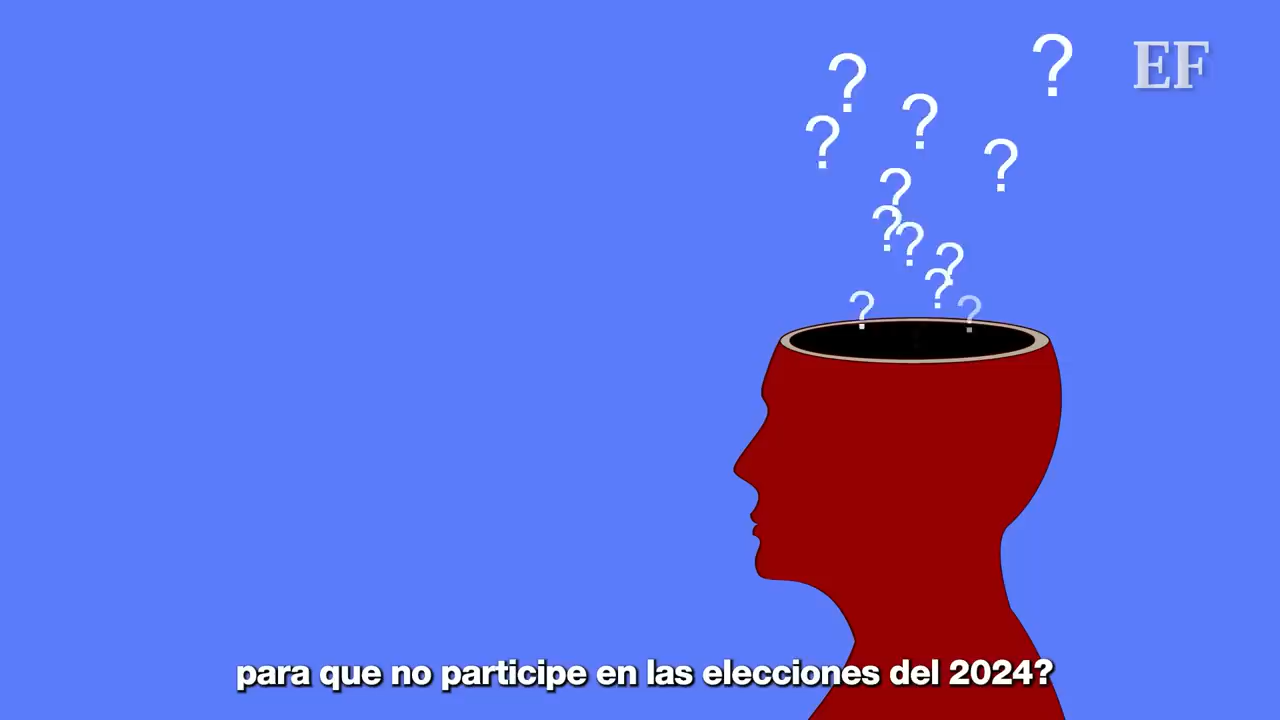 EF
? ? ? ? ? ? ? ? ? ? ? ?
para que no participe en las elecciones del 2024?